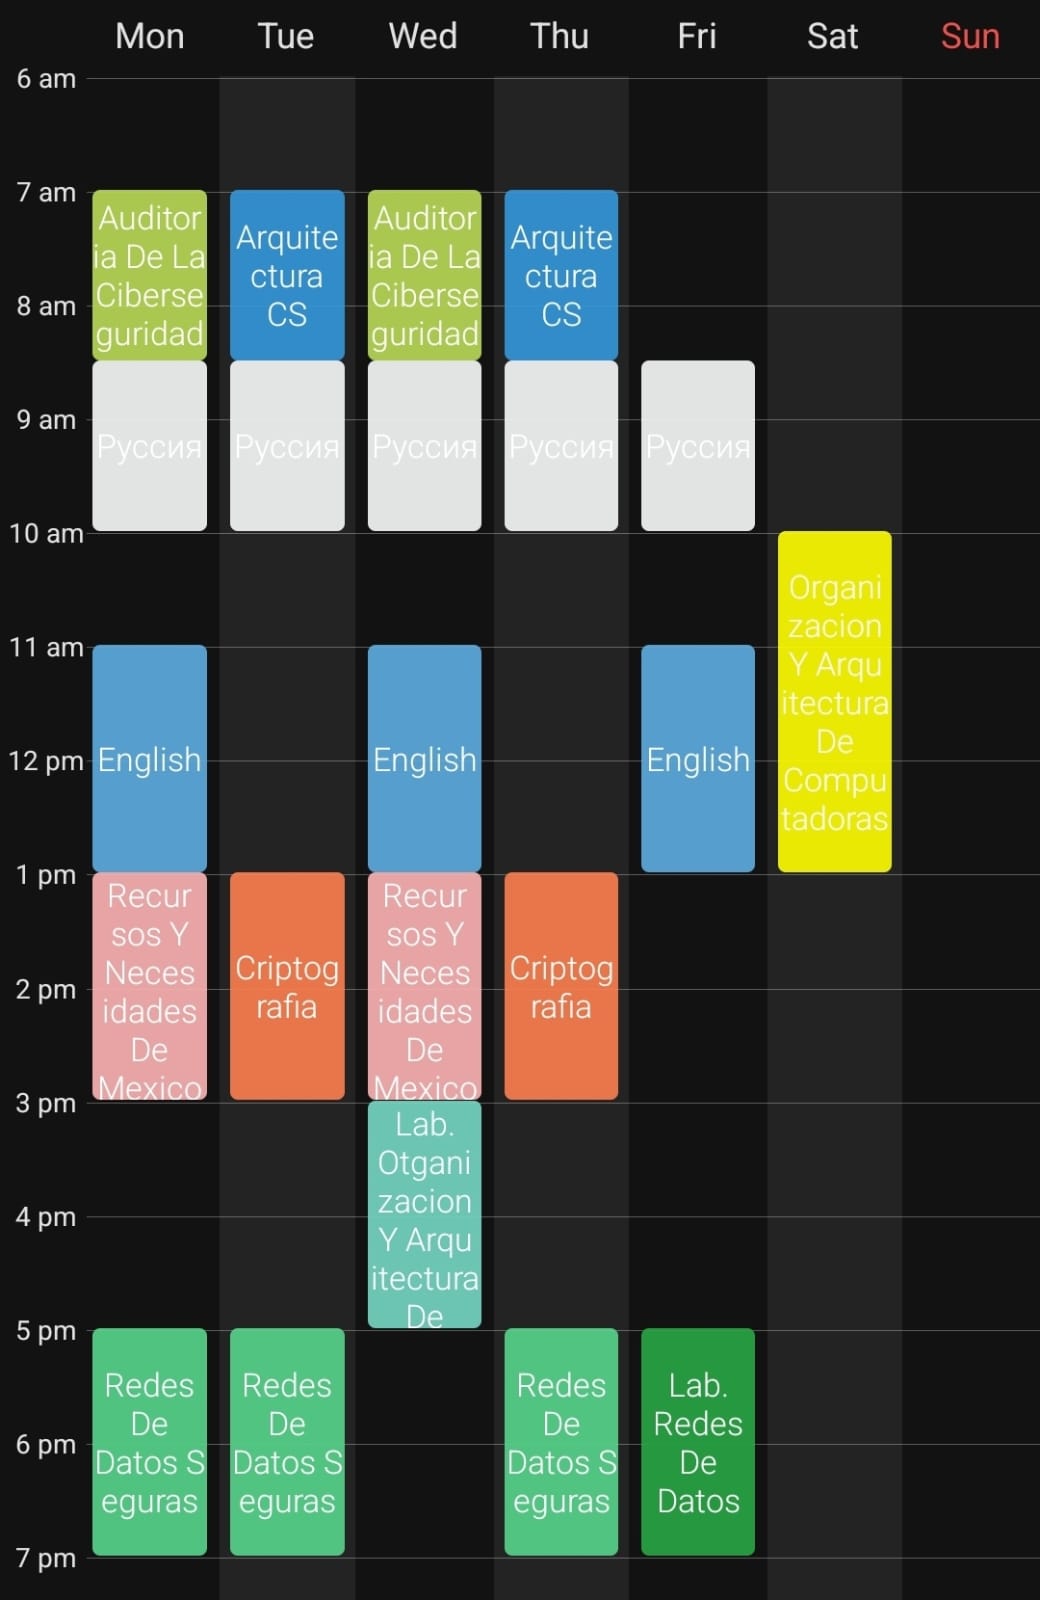 Mon Tue Wed Thu Fri Sat Sun
6 am
7 am
Auditor
ia De La
Ciberse
guridad
Arquite
ctura
CS
Auditor
ia De La
Ciberse
guridad
Arquite
ctura
CS
8 am
Руссия
Руссия
Руссия
Руссия
Руссия
9 am
10 am
Organi
zacion
Y Arqu
itectura
De
Compu
tadoras
11 am
English
English
English
12 pm
1 pm
Recur
sos Y
Neces
idades
De
Mexico
Criptog
rafia
Recur
sos Y
Neces
idades
De
Mexico
Criptog
rafia
2 pm
3 pm
Lab.
Otgani
zacion
Y Arqu
itectura
De
4 pm
5 pm
Redes
De
Datos S
eguras
Redes
De
Datos S
eguras
Redes
De
Datos S
eguras
Lab.
Redes
De
Datos
6 pm
7 pm